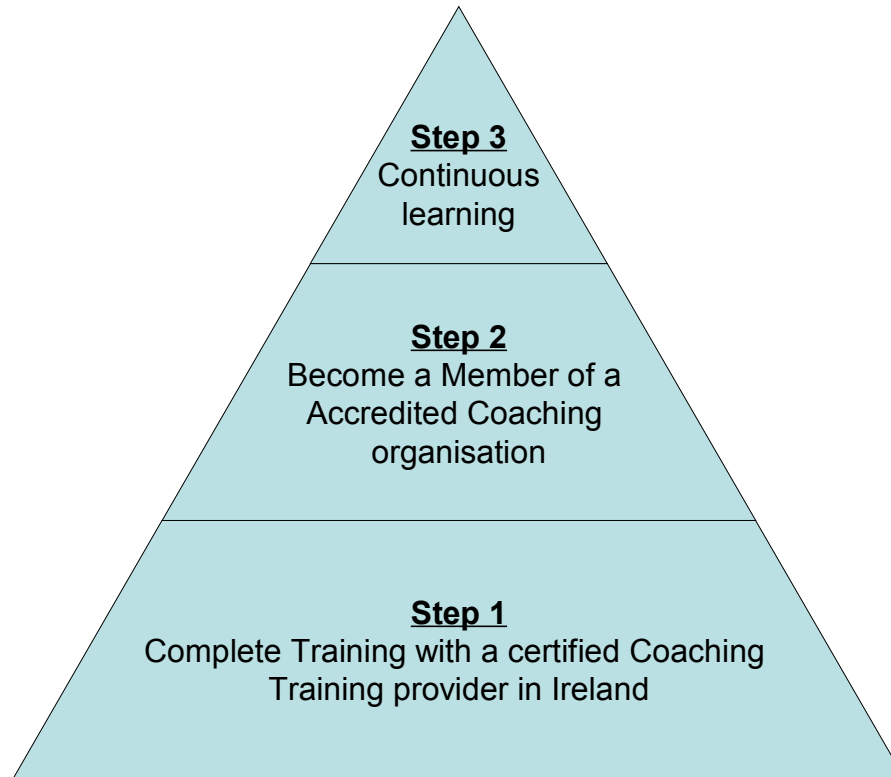 Step 3
Continuous
learning
Step 2
Become a Member of a
Accredited Coaching
organisation
Step 1
Complete Training with a certified Coaching
Training provider in Ireland